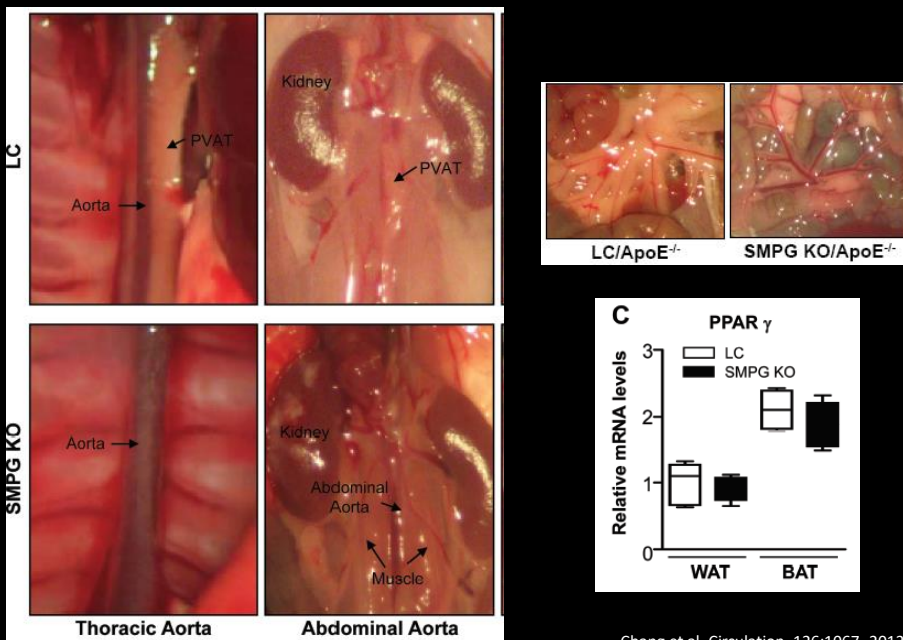 LC
PVAT
Aorta
Kidney
PVAT
SMPG KO
Aorta
Kidney
Abdominal
Aorta
Muscle
Thoracic Aorta
Abdominal Aorta
LC/ApoE-/-
SMPG KO/ApoE-/-
C
PPAR γ
LC
SMPG KO
Relative mRNA levels
3
2
1
0
WAT
BAT